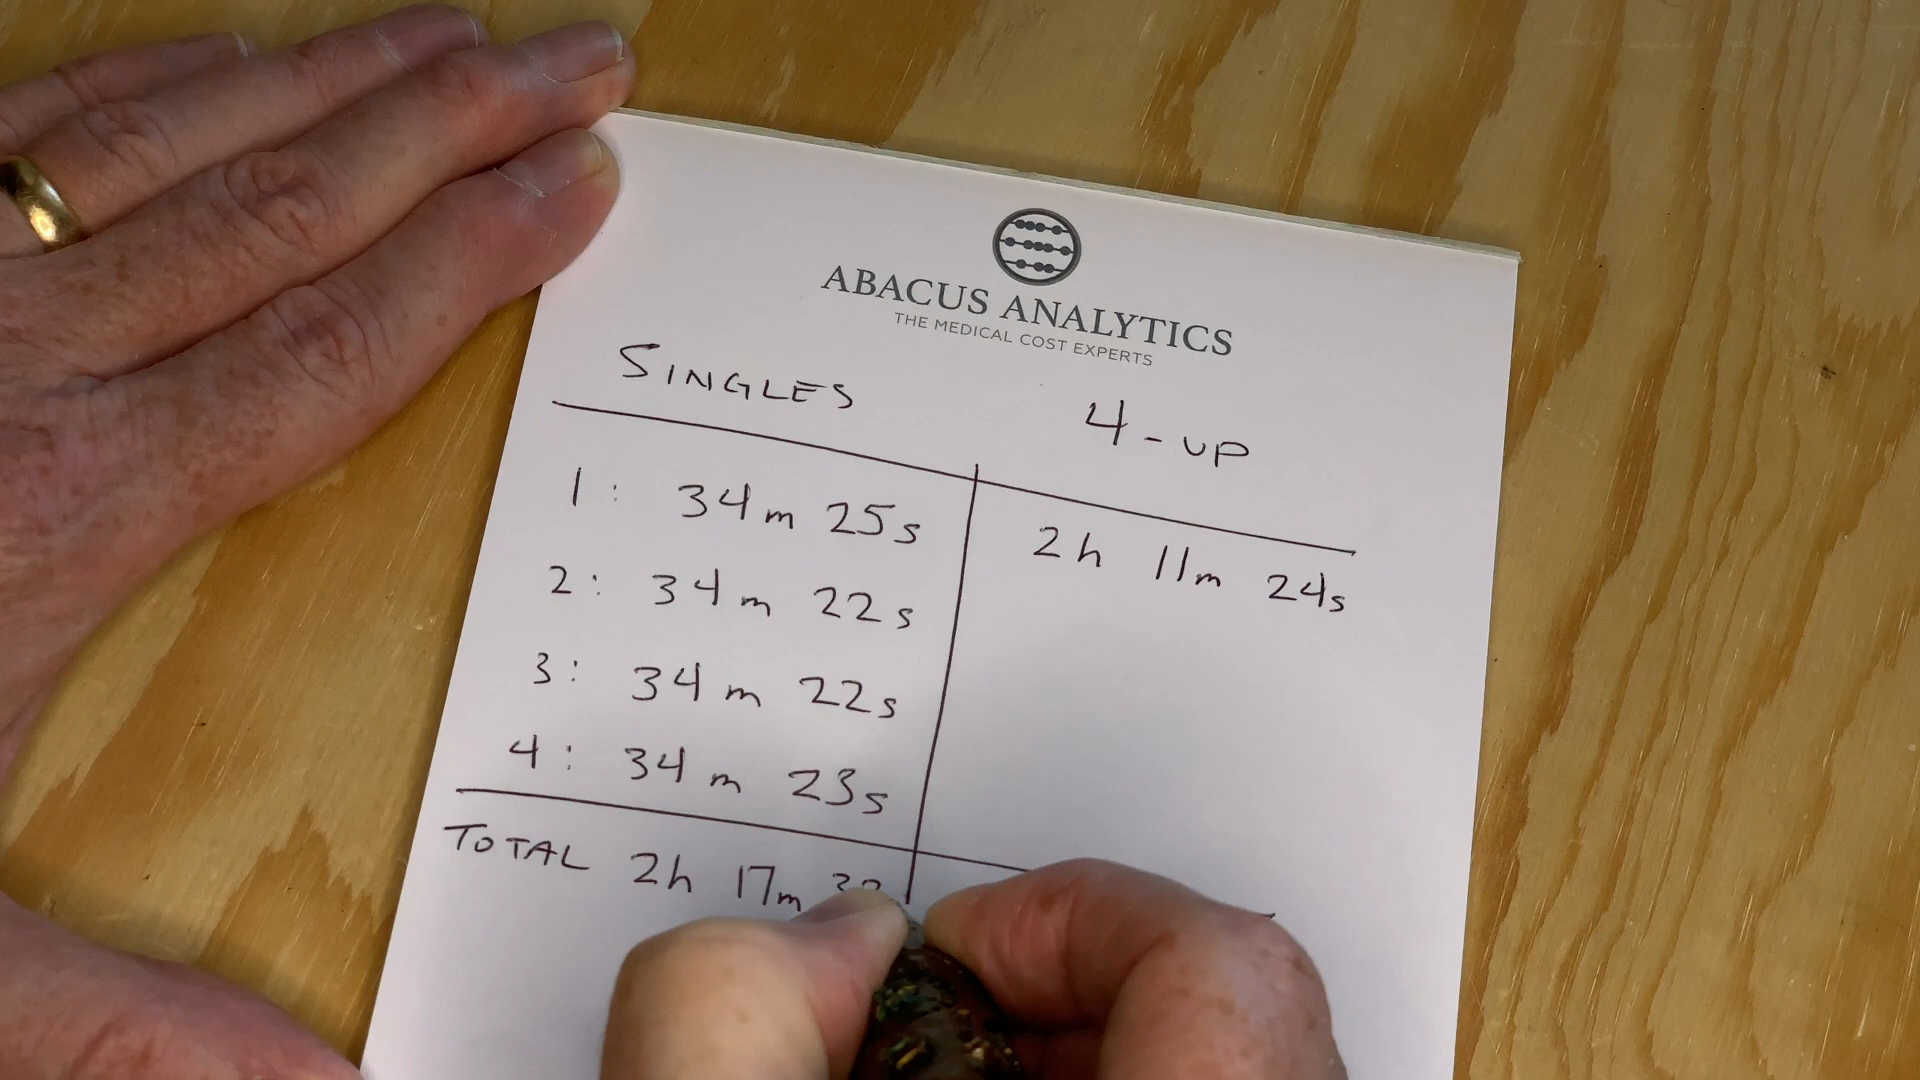 ABACUS ANALYTICS
THE MEDICAL COST EXPERTS
SINGLES 4-UP
1: 34m 25s 2h 11m 24s
2: 34m 22s
3: 34m 22s
4: 34m 23s
TOTAL 2h 17m